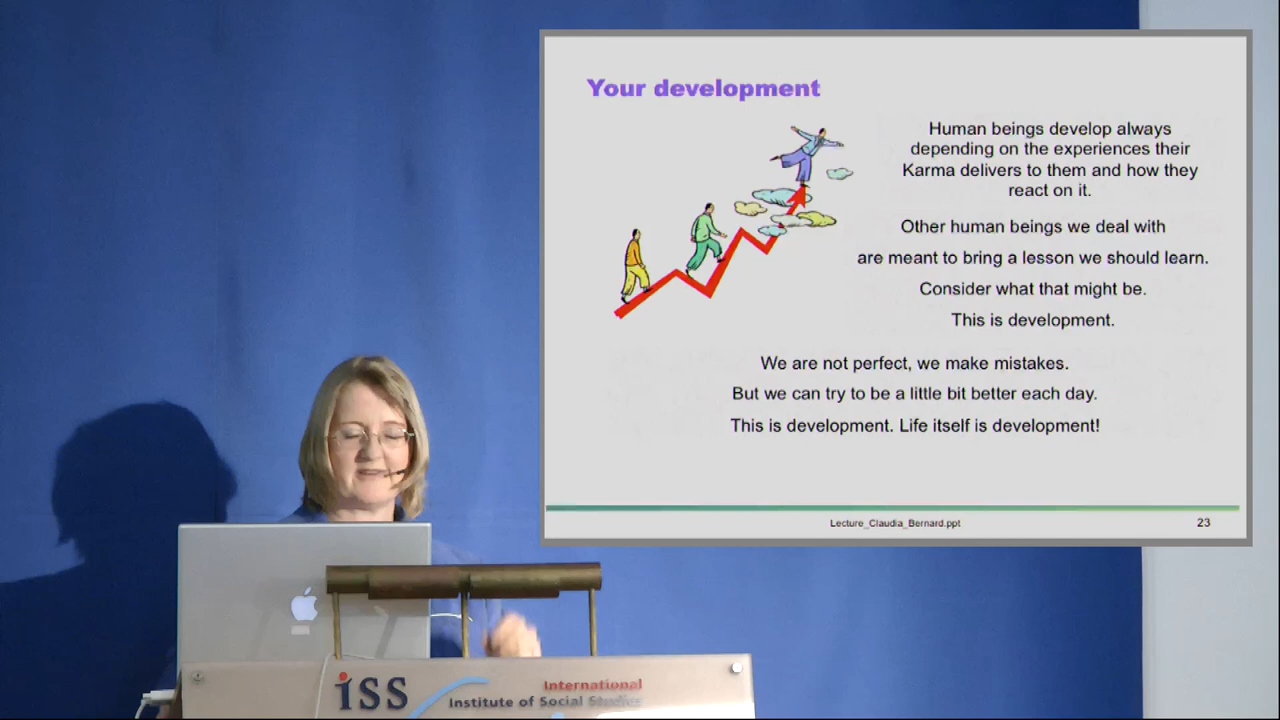 Your development
Human beings develop always
depending on the experiences their
Karma delivers to them and how they
react on it.
Other human beings we deal with
are meant to bring a lesson we should learn.
Consider what that might be.
This is development.
We are not perfect, we make mistakes.
But we can try to be a little bit better each day.
This is development. Life itself is development!
Lecture_Claudia_Bernard.ppt
23
iSS
International
Institute of Social Studies